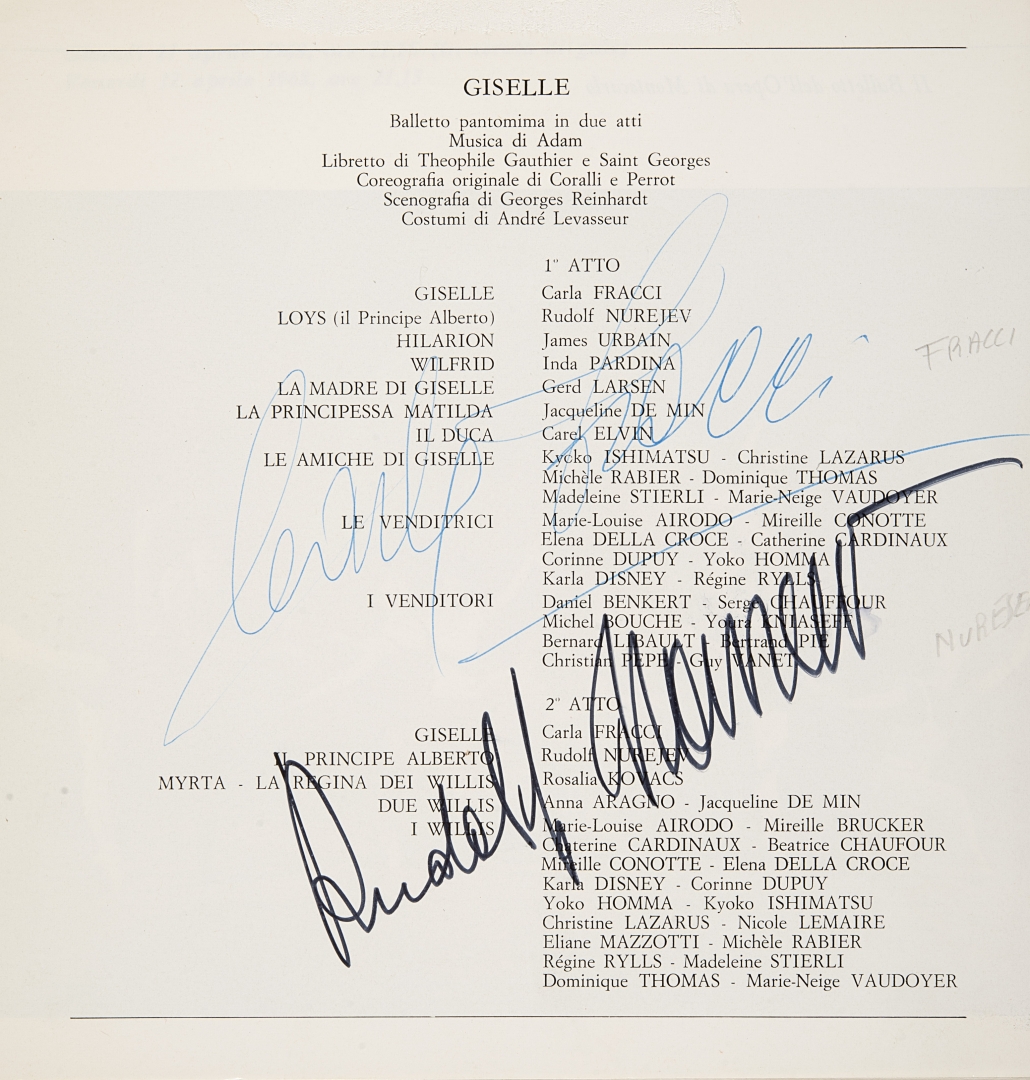 GISELLE
Balletto pantomima in due atti
Musica di Adam
Libretto di Theophile Gauthier e Saint Georges
Coreografia originale di Coralli e Perrot
Scenografia di Georges Reinhardt
Costumi di André Levasseur
1° ATTO
GISELLE Carla FRACCI
LOYS (il Principe Alberto) Rudolf NUREJEV
HILARION James URBAIN
WILFRID Inda PARDINA
LA MADRE DI GISELLE Gerd LARSEN
LA PRINCIPESSA MATILDA Jacqueline DE MIN
IL DUCA Carel ELVIN
LE AMICHE DI GISELLE Kycko ISHIMATSU - Christine LAZARUS
Michèle RABIER - Dominique THOMAS
Madeleine STIERLI - Marie-Neige VAUDOYER
LE VENDITRICI Marie-Louise AIRODO - Mireille CONOTTE
Elena DELLA CROCE - Catherine CARDINAUX
Corinne DUPUY - Yoko HOMMA
Karla DISNEY - Régine RYLLS
I VENDITORI Daniel BENKERT - Serge CHAUFFOUR
Michel BOUCHE - Youra KNIASEFF
Bernard LIBAULT - Bertrand PIE
Christian PEPE - Guy VANET
2° ATTO
GISELLE Carla FRACCI
IL PRINCIPE ALBERTO Rudolf NUREJEV
MYRTA - LA REGINA DEI WILLIS Rosalia KOVACS
DUE WILLIS Anna ARAGNO - Jacqueline DE MIN
I WILLIS Marie-Louise AIRODO - Mireille BRUCKER
Chaterine CARDINAUX - Beatrice CHAUFOUR
Mireille CONOTTE - Elena DELLA CROCE
Karla DISNEY - Corinne DUPUY
Yoko HOMMA - Kyoko ISHIMATSU
Christine LAZARUS - Nicole LEMAIRE
Eliane MAZZOTTI - Michèle RABIER
Régine RYLLS - Madeleine STIERLI
Dominique THOMAS - Marie-Neige VAUDOYER
Carla Fracci
FRACCI
Rudolf Nureyev